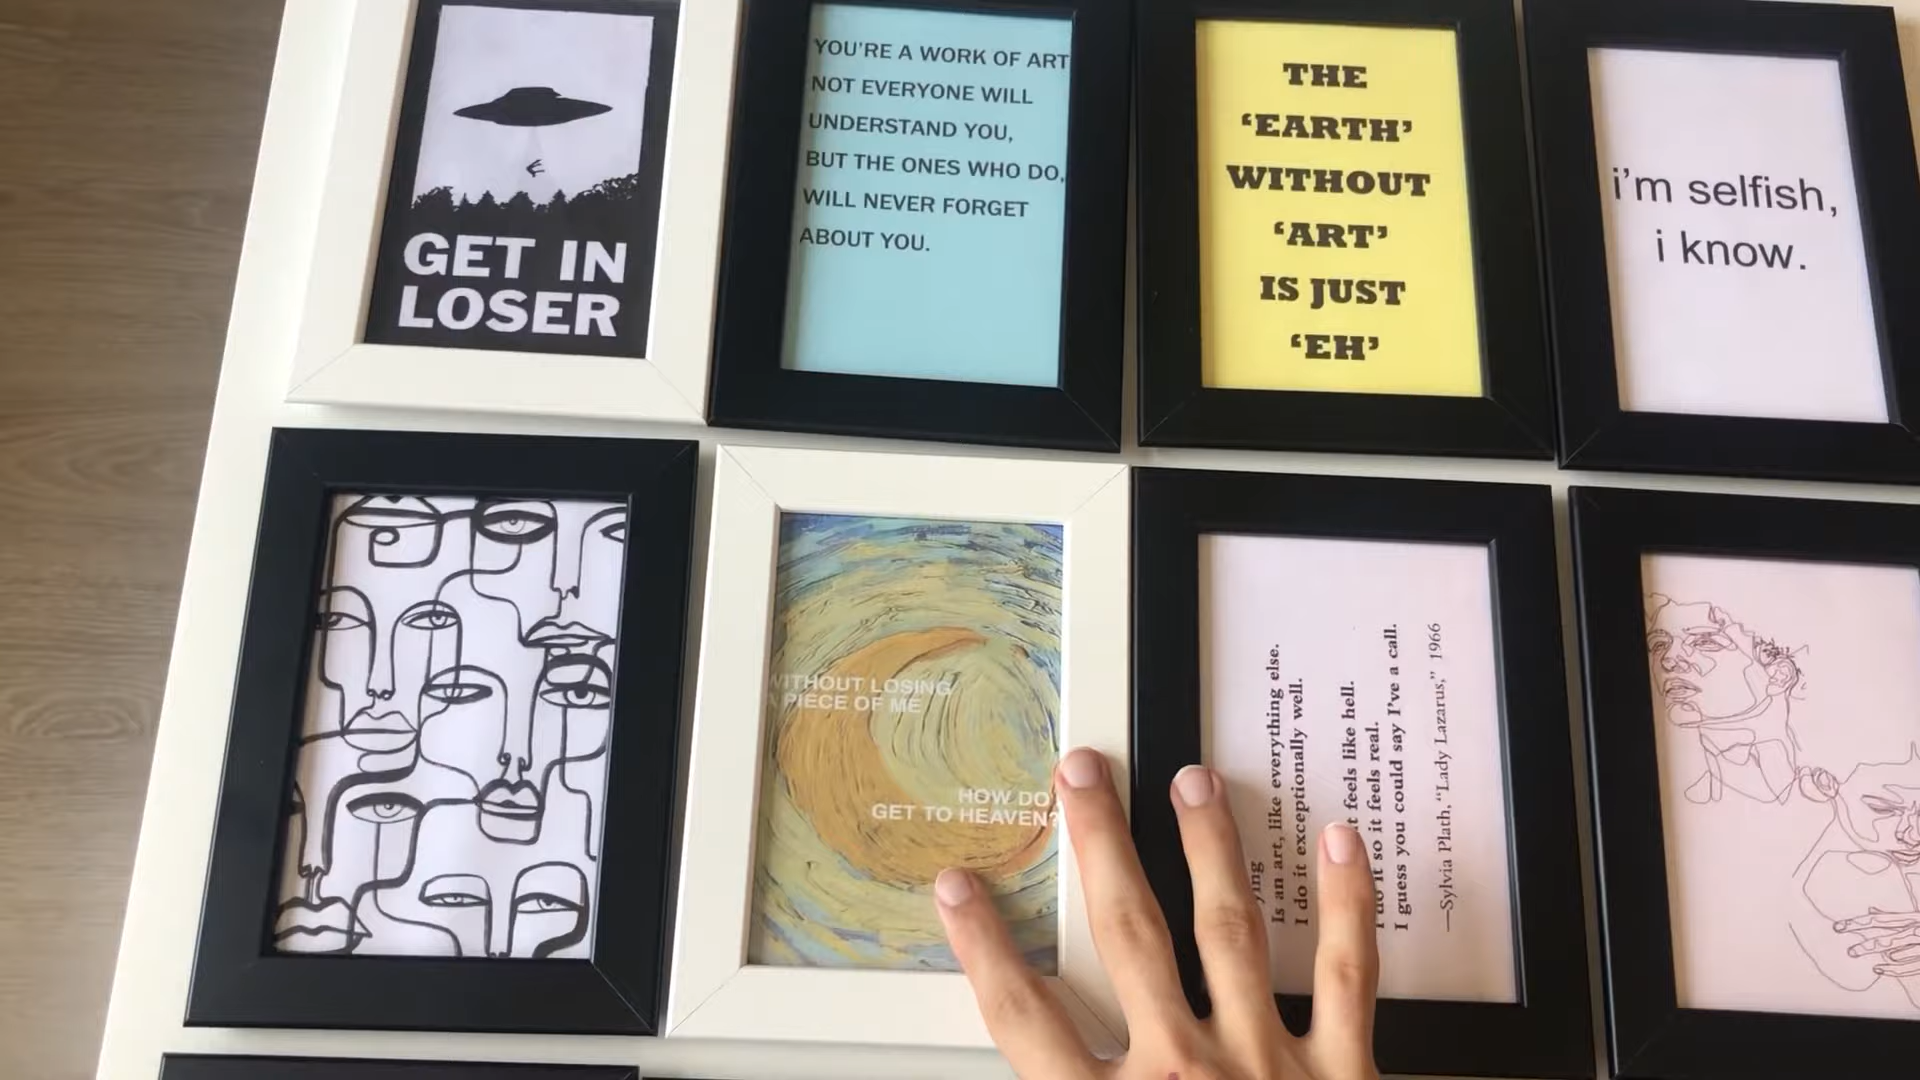 GET IN
LOSER
YOU'RE A WORK OF ART
NOT EVERYONE WILL
UNDERSTAND YOU,
BUT THE ONES WHO DO,
WILL NEVER FORGET
ABOUT YOU.
THE
‘EARTH’
WITHOUT
‘ART’
IS JUST
‘EH’
i'm selfish,
i know.
WITHOUT LOSING
PIECE OF ME
HOW DO
GET TO HEAVEN?
Is an art, like everything else.
I do it exceptionally well.
feels like hell.
it so it feels real.
I guess you could say I've a call.
—Sylvia Plath, “Lady Lazarus,” 1966